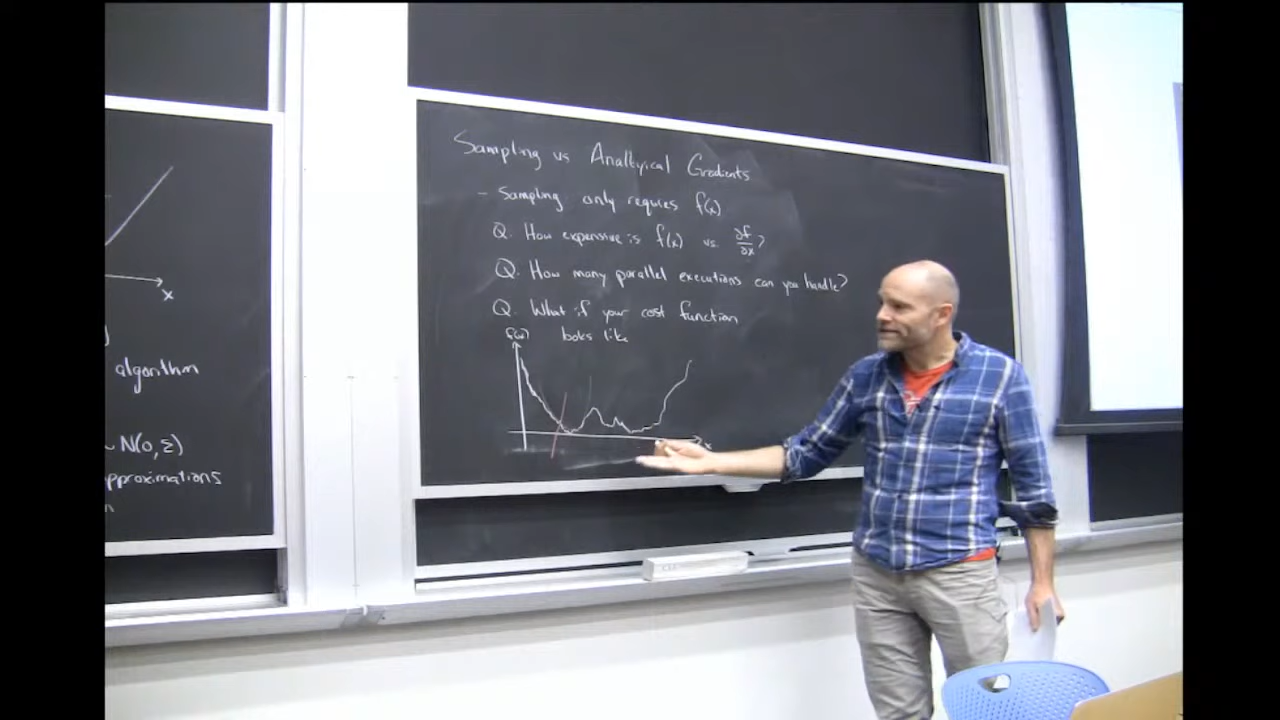 x
algorithm
~ N(0,Σ)
pproximations
Sampling vs Analtyical Gradients
- Sampling only requires f(x)
Q. How expensive is f(x) vs. ∂f/∂x?
Q. How many parallel executions can you handle?
Q. What if your cost function
f(x) looks like
x